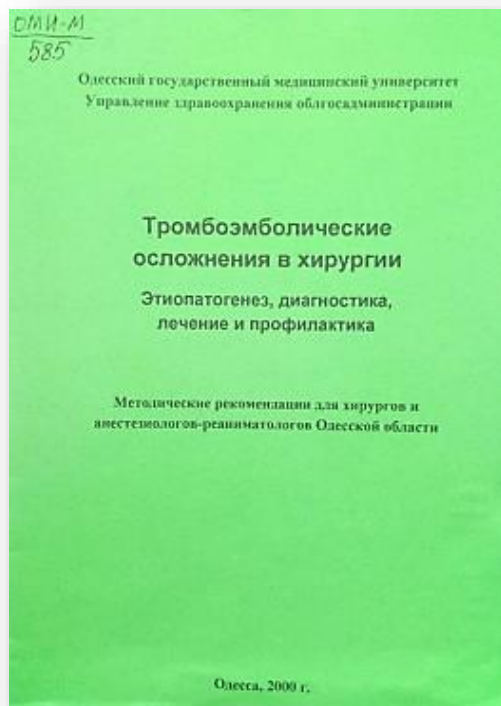 ОМИ-М
585
Одесский государственный медицинский университет
Управление здравоохранения облгосадминистрации
Тромбоэмболические
осложнения в хирургии
Этиопатогенез, диагностика,
лечение и профилактика
Методические рекомендации для хирургов и
анестезиологов-реаниматологов Одесской области
Одесса, 2000 г.